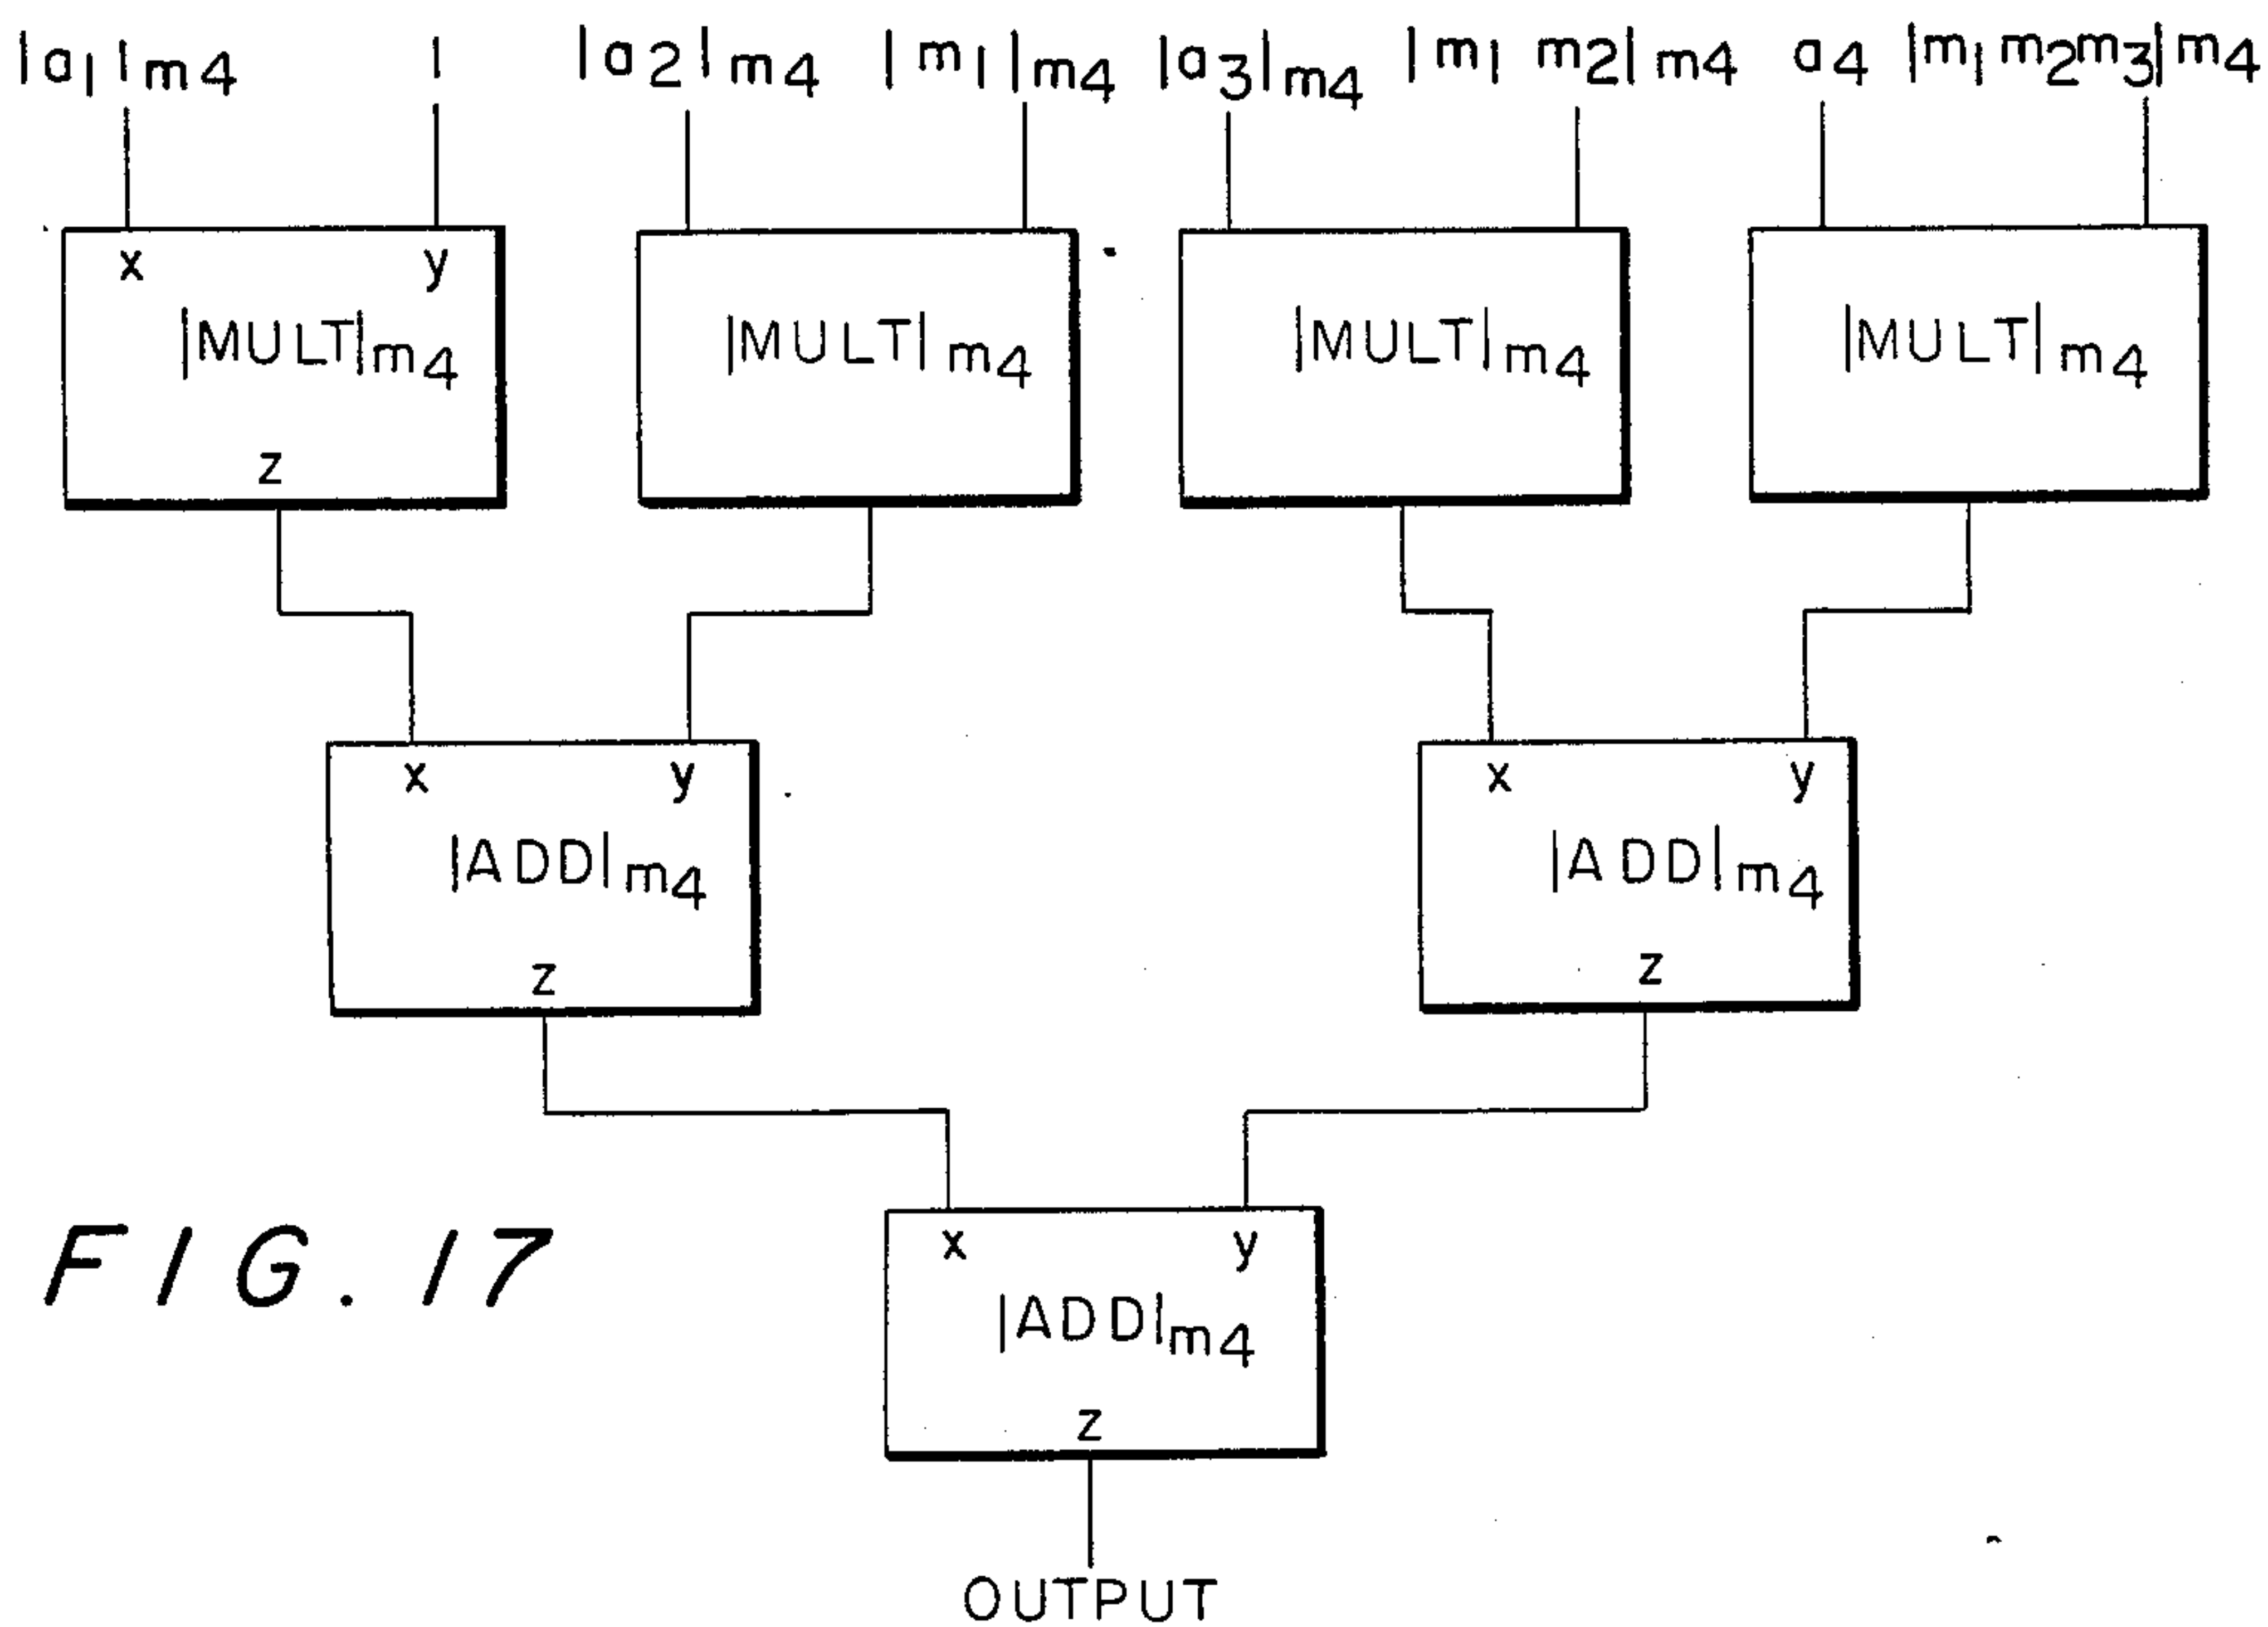 |a1|m4 1 |a2|m4 |m1|m4 |a3|m4 |m1 m2|m4 a4 |m1 m2m3|m4
x y
|MULT|m4 |MULT|m4 |MULT|m4 |MULT|m4
z
x y x y
|ADD|m4 |ADD|m4
z z
x y
|ADD|m4
z
FIG. 17
OUTPUT